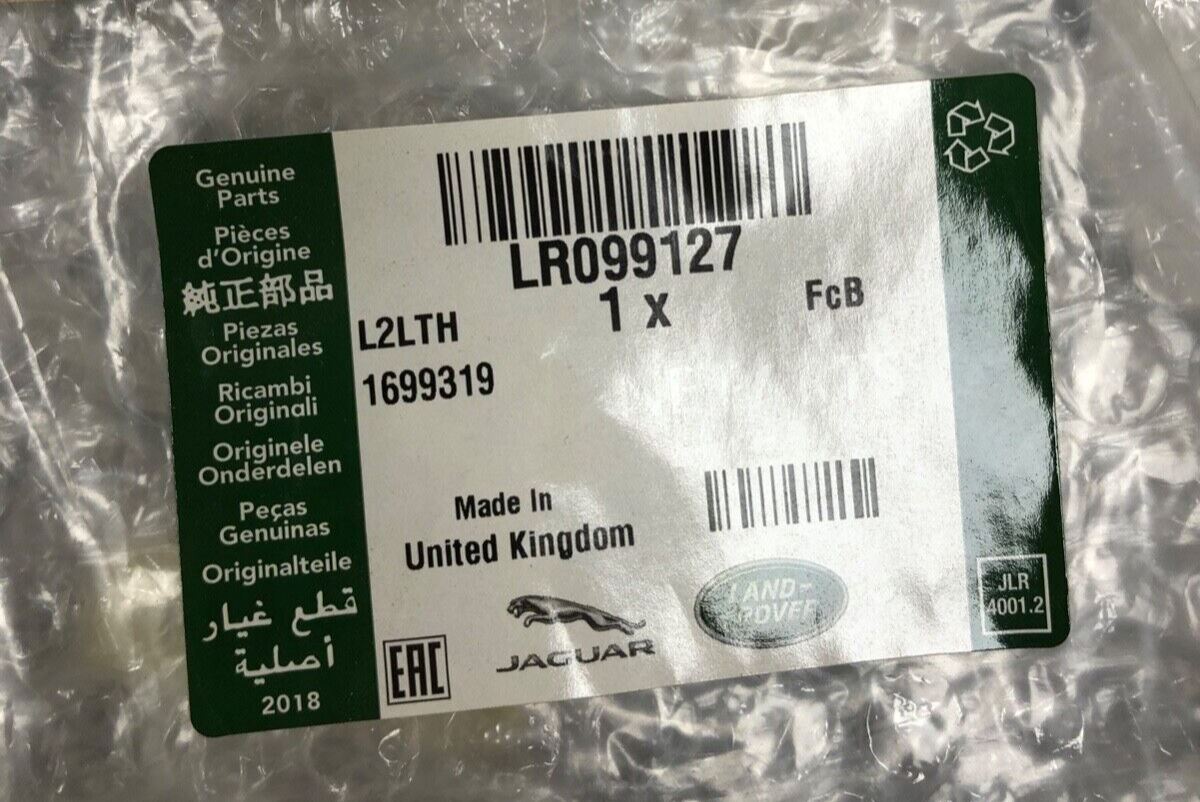 Genuine
Parts
Pièces
d'Origine
純正部品
Piezas
Originales
Ricambi
Originali
Originele
Onderdelen
Peças
Genuinas
Originalteile
قطع غيار
أصلية
2018
LR099127
1 x
FcB
L2LTH
1699319
Made In
United Kingdom
EAC
JAGUAR
LAND-
ROVER
JLR
4001.2